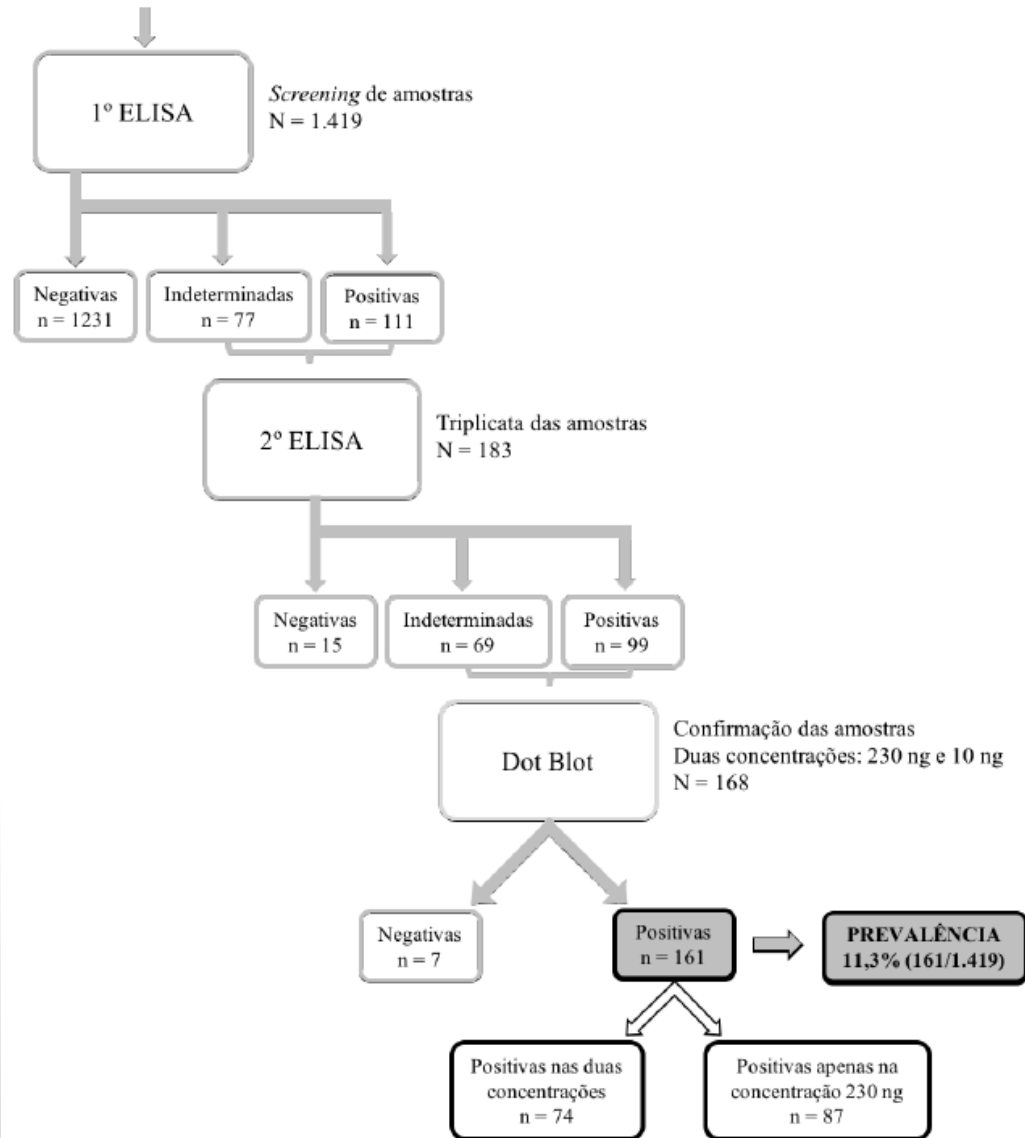 1º ELISA
Screening de amostras
N = 1.419
Negativas
n = 1231
Indeterminadas
n = 77
Positivas
n = 111
2º ELISA
Triplicata das amostras
N = 183
Negativas
n = 15
Indeterminadas
n = 69
Positivas
n = 99
Dot Blot
Confirmação das amostras
Duas concentrações: 230 ng e 10 ng
N = 168
Negativas
n = 7
Positivas
n = 161
PREVALÊNCIA
11,3% (161/1.419)
Positivas nas duas
concentrações
n = 74
Positivas apenas na
concentração 230 ng
n = 87